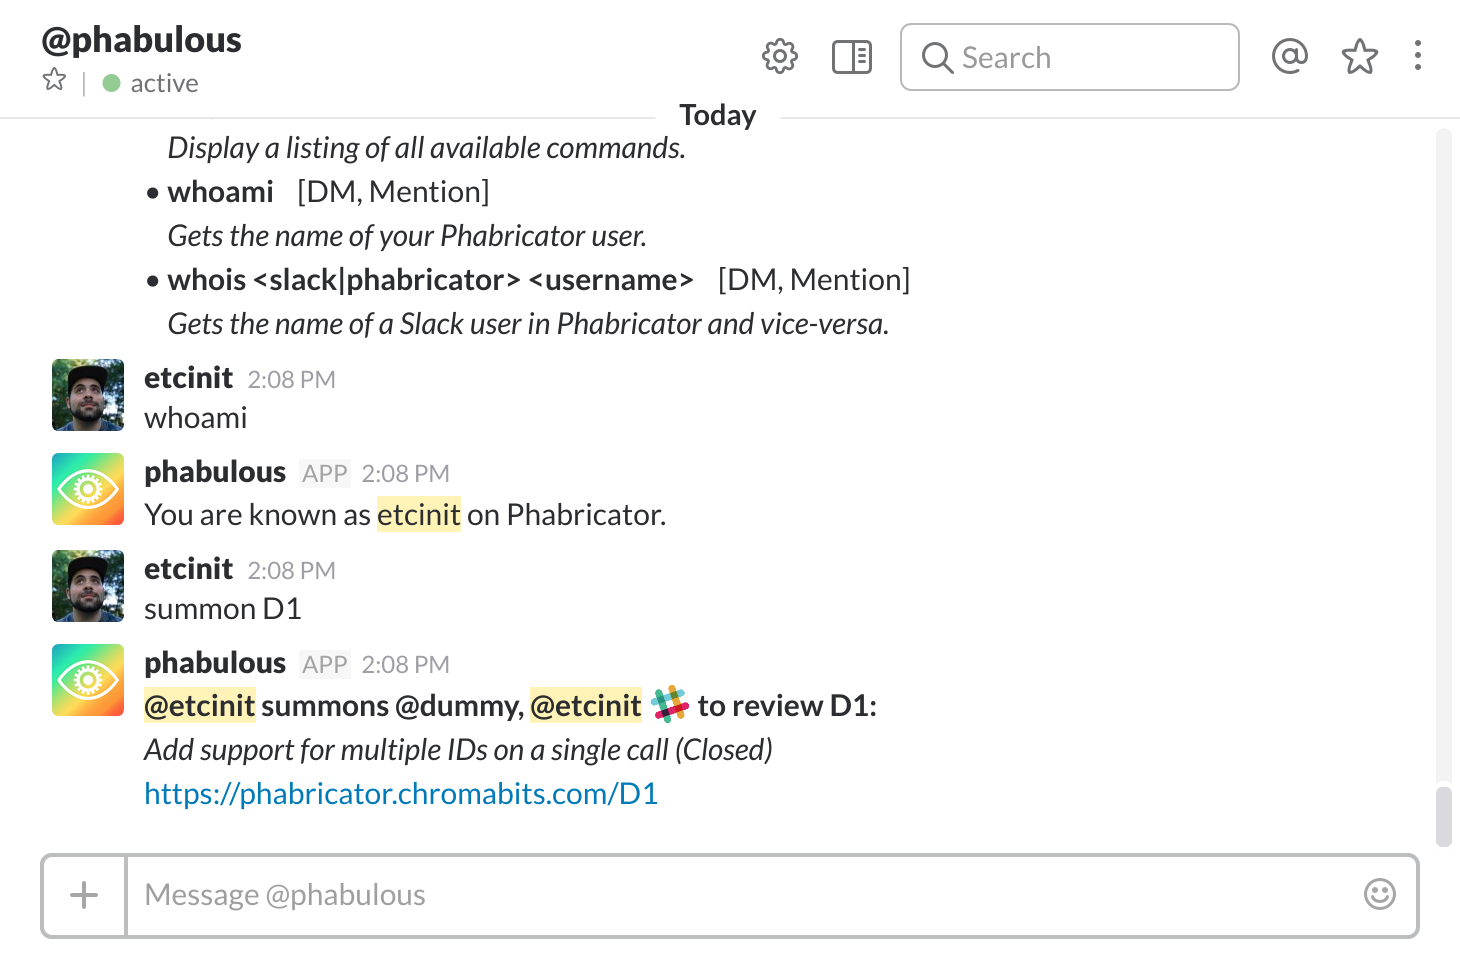 @phabulous
active
Search
Today
Display a listing of all available commands.
• whoami [DM, Mention]
Gets the name of your Phabricator user.
• whois <slack|phabricator> <username> [DM, Mention]
Gets the name of a Slack user in Phabricator and vice-versa.
etcinit 2:08 PM
whoami
phabulous APP 2:08 PM
You are known as etcinit on Phabricator.
etcinit 2:08 PM
summon D1
phabulous APP 2:08 PM
@etcinit summons @dummy, @etcinit to review D1:
Add support for multiple IDs on a single call (Closed)
https://phabricator.chromabits.com/D1
Message @phabulous